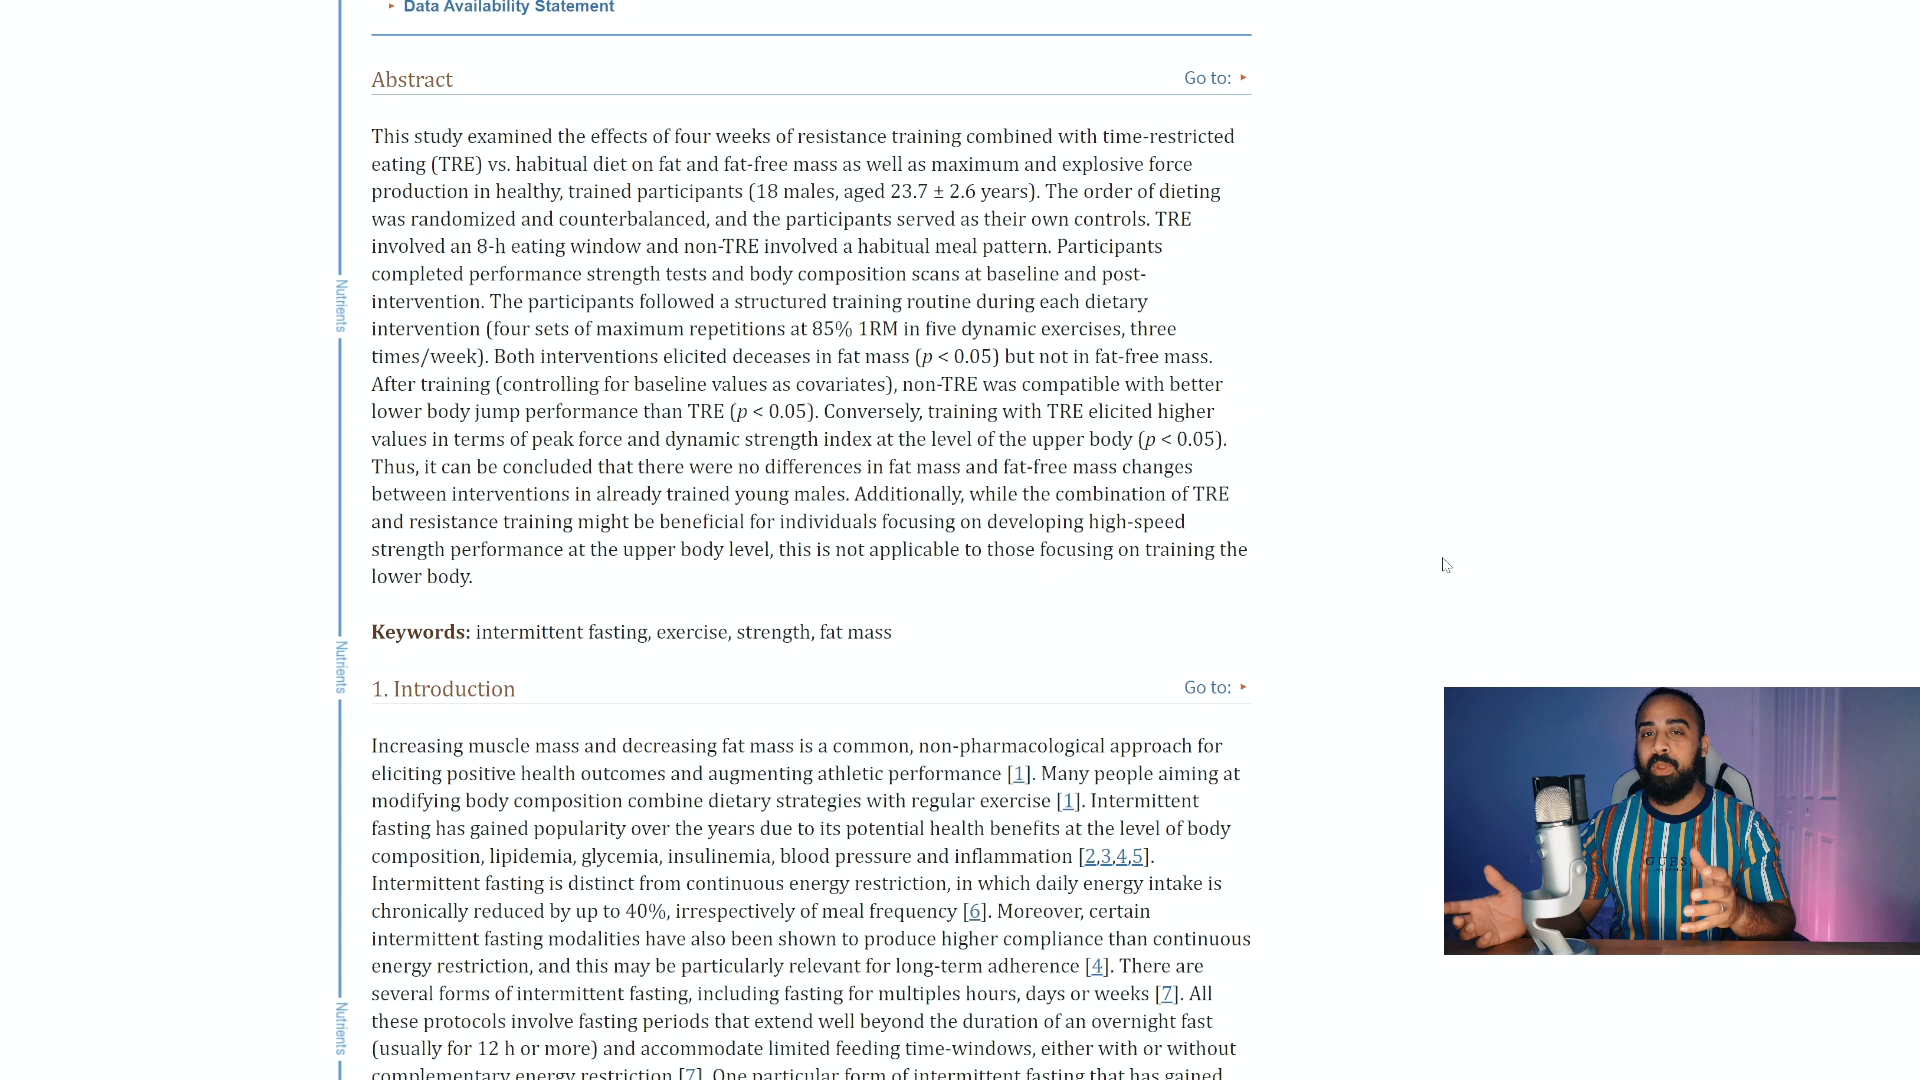 Data Availability Statement
Abstract
Go to:
This study examined the effects of four weeks of resistance training combined with time-restricted
eating (TRE) vs. habitual diet on fat and fat-free mass as well as maximum and explosive force
production in healthy, trained participants (18 males, aged 23.7 ± 2.6 years). The order of dieting
was randomized and counterbalanced, and the participants served as their own controls. TRE
involved an 8-h eating window and non-TRE involved a habitual meal pattern. Participants
completed performance strength tests and body composition scans at baseline and post-
intervention. The participants followed a structured training routine during each dietary
intervention (four sets of maximum repetitions at 85% 1RM in five dynamic exercises, three
times/week). Both interventions elicited deceases in fat mass (p < 0.05) but not in fat-free mass.
After training (controlling for baseline values as covariates), non-TRE was compatible with better
lower body jump performance than TRE (p < 0.05). Conversely, training with TRE elicited higher
values in terms of peak force and dynamic strength index at the level of the upper body (p < 0.05).
Thus, it can be concluded that there were no differences in fat mass and fat-free mass changes
between interventions in already trained young males. Additionally, while the combination of TRE
and resistance training might be beneficial for individuals focusing on developing high-speed
strength performance at the upper body level, this is not applicable to those focusing on training the
lower body.
Keywords: intermittent fasting, exercise, strength, fat mass
1. Introduction
Go to:
Increasing muscle mass and decreasing fat mass is a common, non-pharmacological approach for
eliciting positive health outcomes and augmenting athletic performance [1]. Many people aiming at
modifying body composition combine dietary strategies with regular exercise [1]. Intermittent
fasting has gained popularity over the years due to its potential health benefits at the level of body
composition, lipidemia, glycemia, insulinemia, blood pressure and inflammation [2,3,4,5].
Intermittent fasting is distinct from continuous energy restriction, in which daily energy intake is
chronically reduced by up to 40%, irrespectively of meal frequency [6]. Moreover, certain
intermittent fasting modalities have also been shown to produce higher compliance than continuous
energy restriction, and this may be particularly relevant for long-term adherence [4]. There are
several forms of intermittent fasting, including fasting for multiples hours, days or weeks [7]. All
these protocols involve fasting periods that extend well beyond the duration of an overnight fast
(usually for 12 h or more) and accommodate limited feeding time-windows, either with or without
complementary energy restriction [7]. One particular form of intermittent fasting that has gained
Nutrients
Nutrients
Nutrients
GUESS